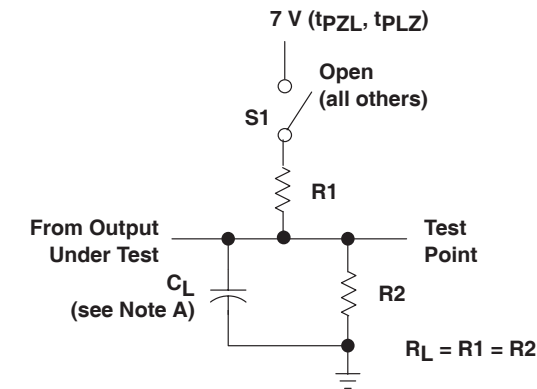 7 V (tPZL, tPLZ)
Open
(all others)
S1
R1
From Output
Under Test
Test
Point
CL
(see Note A)
R2
RL = R1 = R2